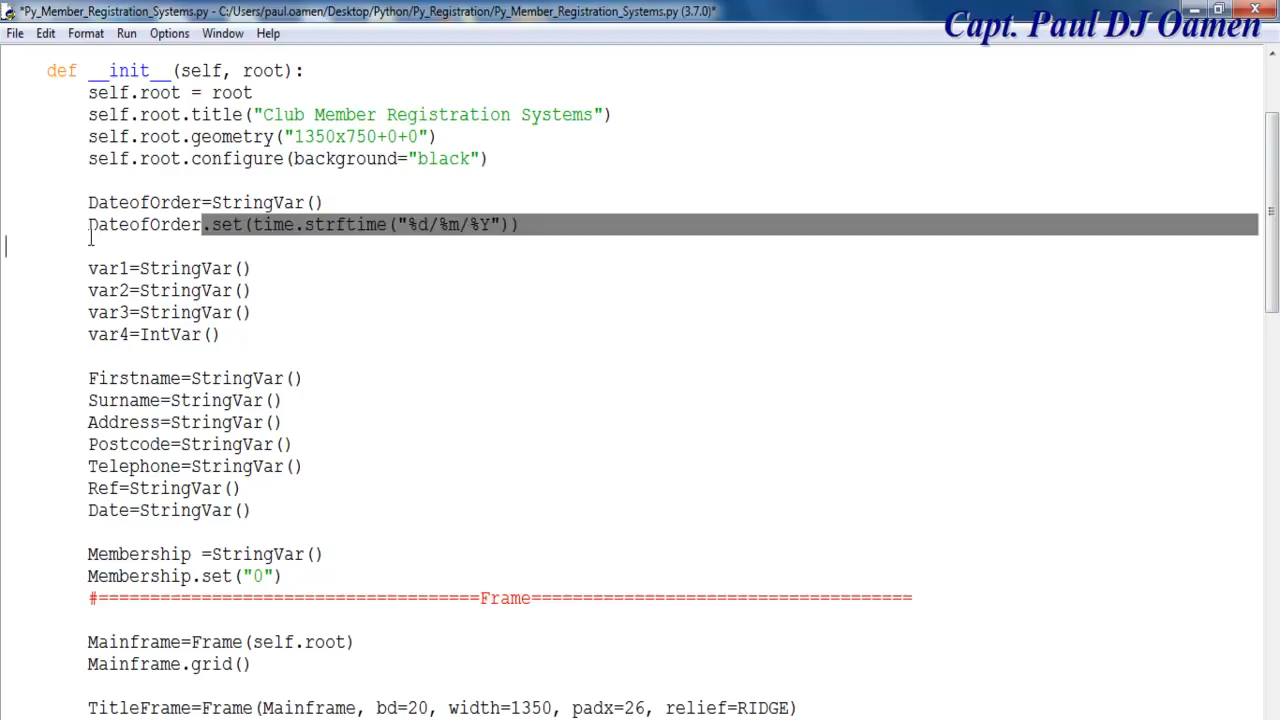 *Py_Member_Registration_Systems.py - C:/Users/paul.oamen/Desktop/Python/Py_Registration/Py_Member_Registration_Systems.py (3.7.0)*
Capt. Paul DJ Oamen
File Edit Format Run Options Window Help
def __init__(self, root):
self.root = root
self.root.title("Club Member Registration Systems")
self.root.geometry("1350x750+0+0")
self.root.configure(background="black")
DateofOrder=StringVar()
DateofOrder.set(time.strftime("%d/%m/%Y"))
var1=StringVar()
var2=StringVar()
var3=StringVar()
var4=IntVar()
Firstname=StringVar()
Surname=StringVar()
Address=StringVar()
Postcode=StringVar()
Telephone=StringVar()
Ref=StringVar()
Date=StringVar()
Membership =StringVar()
Membership.set("0")
#=====================================Frame=====================================
Mainframe=Frame(self.root)
Mainframe.grid()
TitleFrame=Frame(Mainframe, bd=20, width=1350, padx=26, relief=RIDGE)